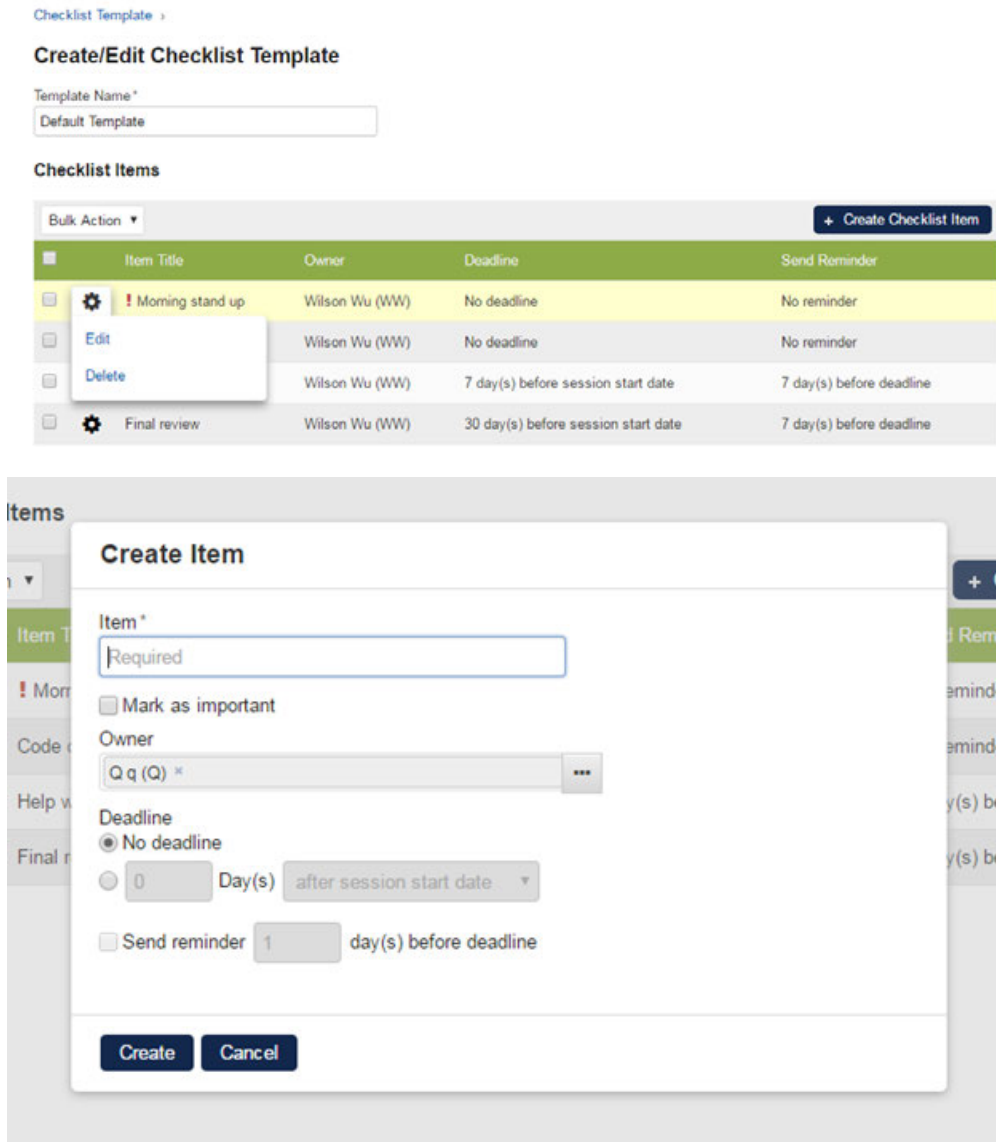 Checklist Template ›
Create/Edit Checklist Template
Template Name*
Default Template
Checklist Items
Bulk Action ▼ + Create Checklist Item
Item Title Owner Deadline Send Reminder
! Morning stand up Wilson Wu (WW) No deadline No reminder
Edit Wilson Wu (WW) No deadline No reminder
Delete Wilson Wu (WW) 7 day(s) before session start date 7 day(s) before deadline
Final review Wilson Wu (WW) 30 day(s) before session start date 7 day(s) before deadline
Items
Create Item
Item*
Item T
Required
! Morn
Mark as important
Code
Owner
Q q (Q) ×
Help w
Deadline
No deadline
Final r
0 Day(s) after session start date ▼
Send reminder 1 day(s) before deadline
Create Cancel